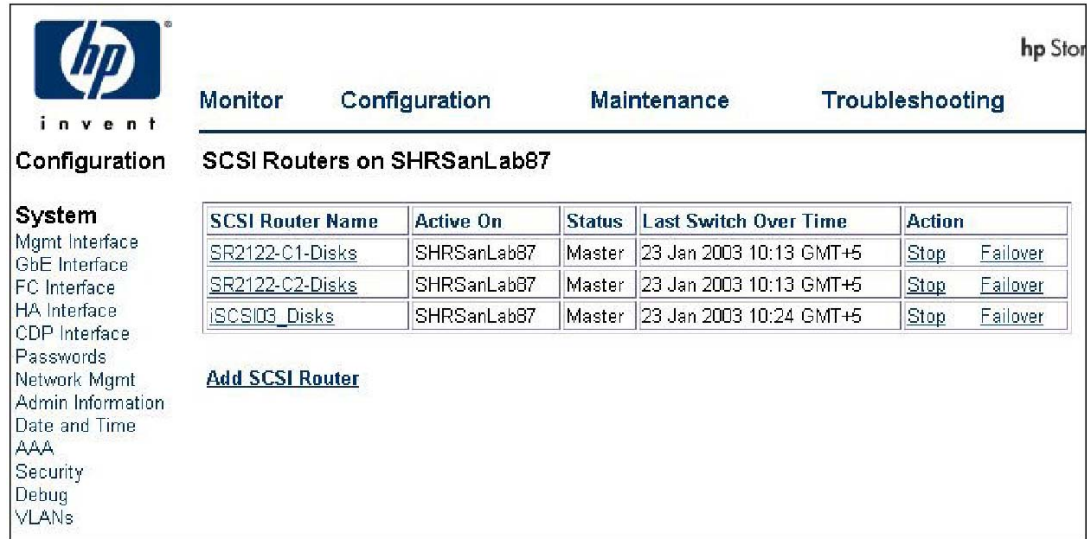 hp
invent
hp Stor
Monitor Configuration Maintenance Troubleshooting
Configuration
SCSI Routers on SHRSanLab87
System
Mgmt Interface
GbE Interface
FC Interface
HA Interface
CDP Interface
Passwords
Network Mgmt
Admin Information
Date and Time
AAA
Security
Debug
VLANs
SCSI Router Name Active On Status Last Switch Over Time Action
SR2122-C1-Disks SHRSanLab87 Master 23 Jan 2003 10:13 GMT+5 Stop Failover
SR2122-C2-Disks SHRSanLab87 Master 23 Jan 2003 10:13 GMT+5 Stop Failover
iSCSI03_Disks SHRSanLab87 Master 23 Jan 2003 10:24 GMT+5 Stop Failover
Add SCSI Router